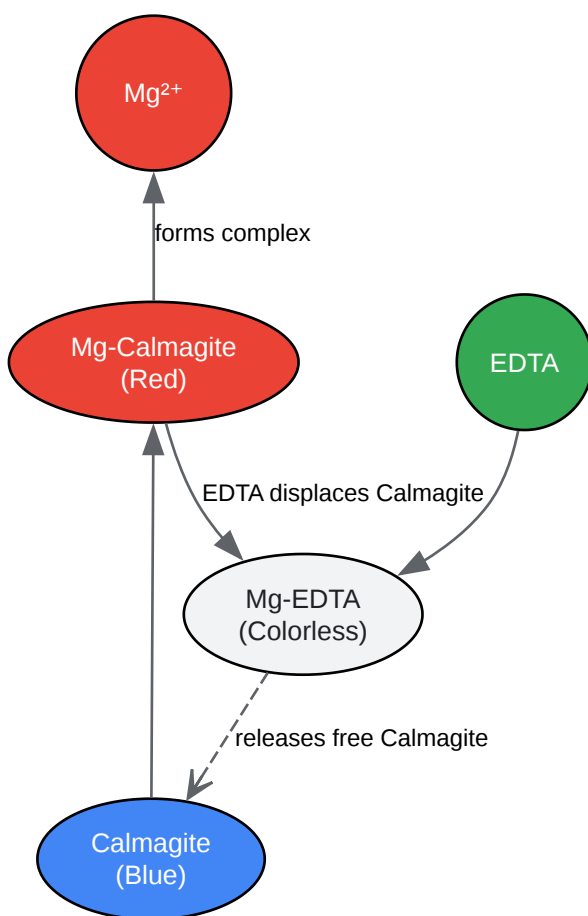 Mg²⁺
forms complex
Mg-Calmagite
(Red)
EDTA
EDTA displaces Calmagite
Mg-EDTA
(Colorless)
releases free Calmagite
Calmagite
(Blue)